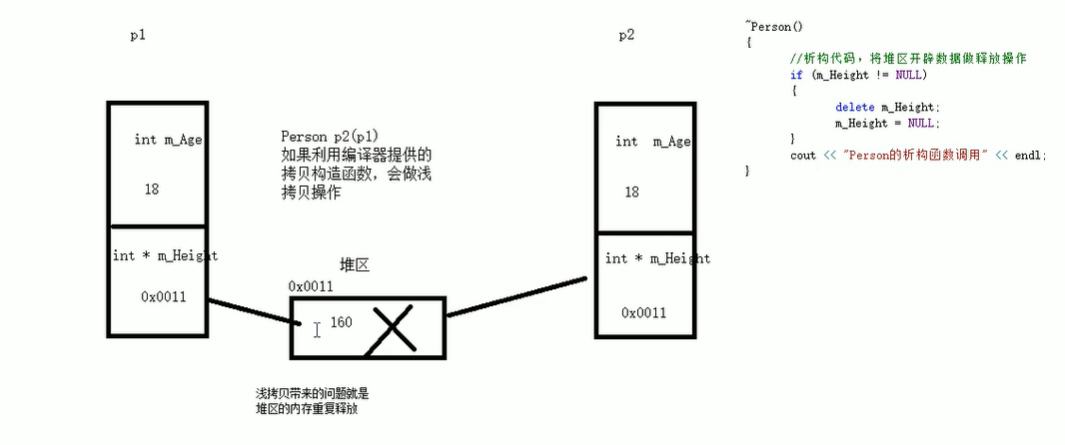 p1
int m_Age
18
int * m_Height
0x0011
Person p2(p1)
如果利用编译器提供的
拷贝构造函数，会做浅
拷贝操作
堆区
0x0011
160
浅拷贝带来的问题就是
堆区的内存重复释放
p2
int m_Age
18
int * m_Height
0x0011
~Person()
{
//析构代码，将堆区开辟数据做释放操作
if (m_Height != NULL)
{
delete m_Height;
m_Height = NULL;
}
cout << "Person的析构函数调用" << endl;
}